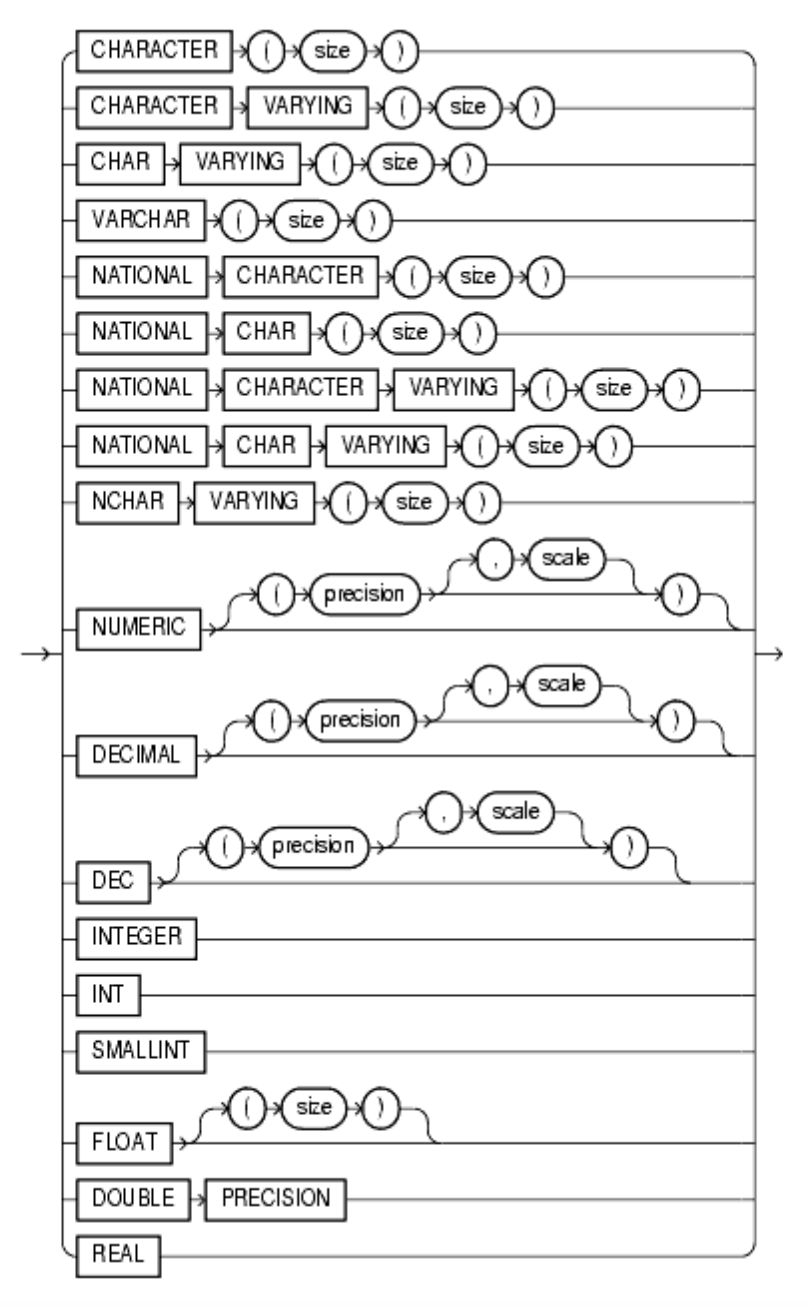 CHARACTER ( size )
CHARACTER VARYING ( size )
CHAR VARYING ( size )
VARCHAR ( size )
NATIONAL CHARACTER ( size )
NATIONAL CHAR ( size )
NATIONAL CHARACTER VARYING ( size )
NATIONAL CHAR VARYING ( size )
NCHAR VARYING ( size )
, scale
( precision )
NUMERIC
, scale
( precision )
DECIMAL
, scale
( precision )
DEC
INTEGER
INT
SMALLINT
( size )
FLOAT
DOUBLE PRECISION
REAL